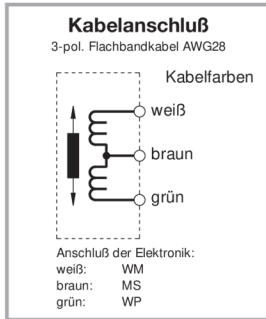 Kabelanschluß
3-pol. Flachbandkabel AWG28
Kabelfarben
weiß
braun
grün
Anschluß der Elektronik:
weiß: WM
braun: MS
grün: WP